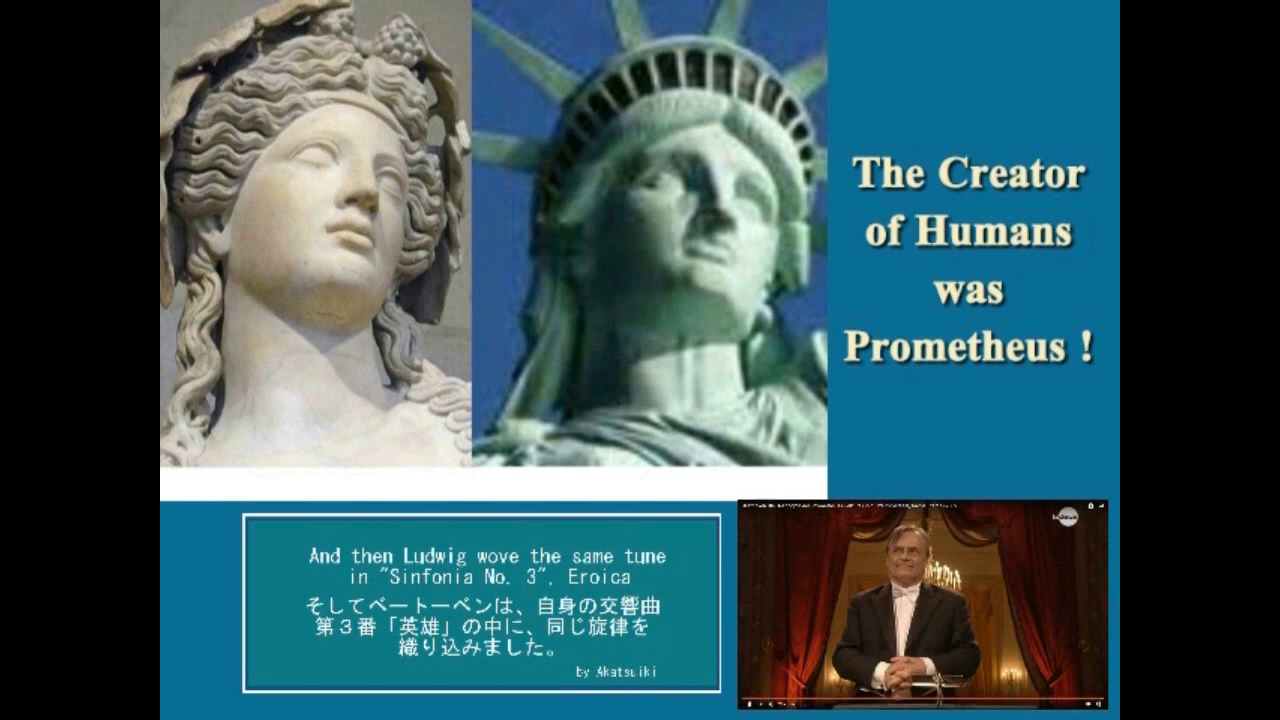 The Creator
of Humans
was
Prometheus !
And then Ludwig wove the same tune
in "Sinfonia No. 3", Eroica
そしてベートーベンは、自身の交響曲
第３番「英雄」の中に、同じ旋律を
織り込みました。
by Akatsuiki